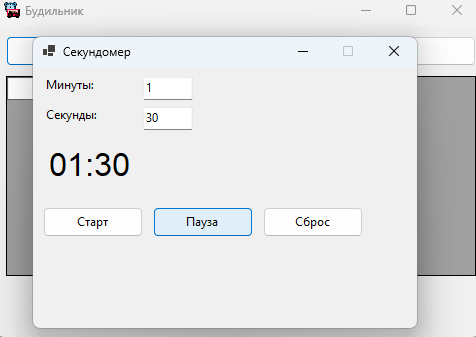 Будильник
Секундомер
Минуты:
1
Секунды:
30
01:30
Старт
Пауза
Сброс